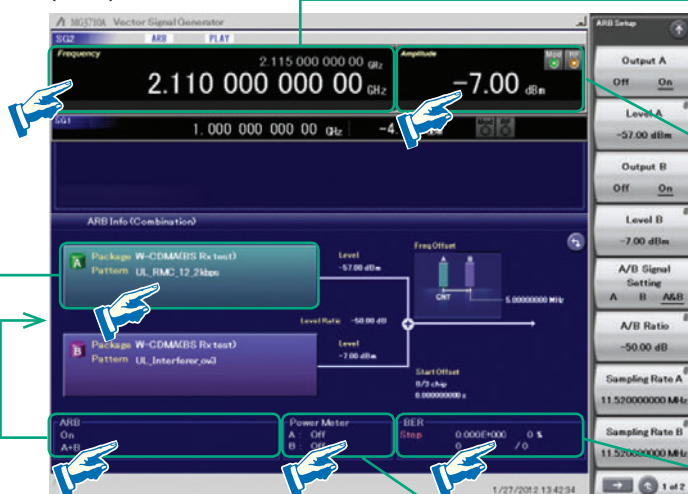 MG3710A Vector Signal Generator
SG2 ARB PLAY
Frequency
2.115 000 000 00 GHz
2.110 000 000 00 GHz
Amplitude
Mod RF
-7.00 dBm
SG1
1. 000 000 000 00 GHz
ARB Info (Combination)
A Package W-CDMA(BS Rx test)
Pattern UL_RMC_12_2kbps
Level
-57.00 dBm
Freq Offset
A B
CNT
5.00000000 MHz
Level Ratio -50.00 dB
B Package W-CDMA(BS Rx test)
Pattern UL_Interferer_ov3
Level
-7.00 dBm
Start Offset
0/3 chip
0.000000000 s
ARB
On
A+B
Power Meter
A : Off
B : Off
BER
Stop 0.000E+000 0 %
0 / 0
1/27/2012 13:42:34
ARB Setup
Output A
Off On
Level A
-57.00 dBm
Output B
Off On
Level B
-7.00 dBm
A/B Signal
Setting
A B A&B
A/B Ratio
-50.00 dB
Sampling Rate A
11.520000000 MHz
Sampling Rate B
11.520000000 MHz
1 of 2